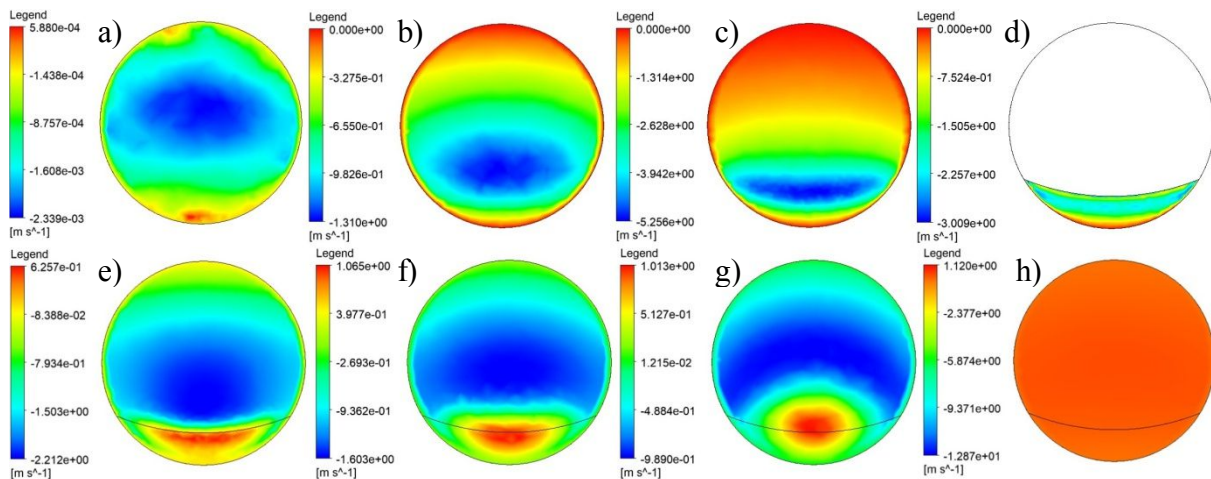 Legend
5.880e-04
-1.438e-04
-8.757e-04
-1.608e-03
-2.339e-03
[m s^-1]
a)
Legend
0.000e+00
-3.275e-01
-6.550e-01
-9.826e-01
-1.310e+00
[m s^-1]
b)
Legend
0.000e+00
-1.314e+00
-2.628e+00
-3.942e+00
-5.256e+00
[m s^-1]
c)
Legend
0.000e+00
-7.524e-01
-1.505e+00
-2.257e+00
-3.009e+00
[m s^-1]
d)
Legend
6.257e-01
-8.388e-02
-7.934e-01
-1.503e+00
-2.212e+00
[m s^-1]
e)
Legend
1.065e+00
3.977e-01
-2.693e-01
-9.362e-01
-1.603e+00
[m s^-1]
f)
Legend
1.013e+00
5.127e-01
1.215e-02
-4.884e-01
-9.890e-01
[m s^-1]
g)
Legend
1.120e+00
-2.377e+00
-5.874e+00
-9.371e+00
-1.287e+01
[m s^-1]
h)